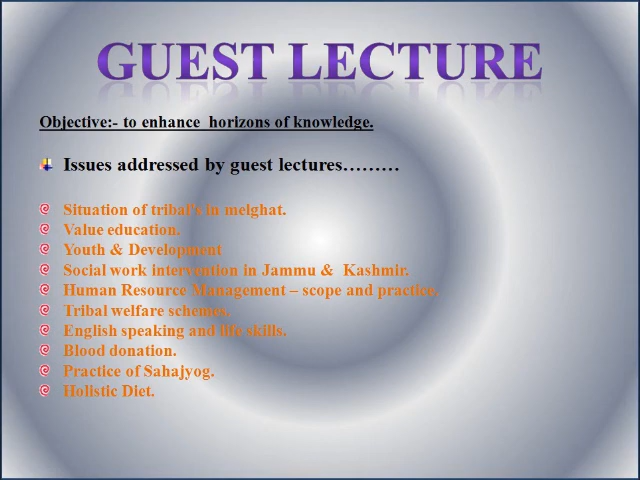 GUEST LECTURE
Objective:- to enhance horizons of knowledge.
Issues addressed by guest lectures.........
Situation of tribal's in melghat.
Value education.
Youth & Development
Social work intervention in Jammu & Kashmir.
Human Resource Management – scope and practice.
Tribal welfare schemes.
English speaking and life skills.
Blood donation.
Practice of Sahajyog.
Holistic Diet.